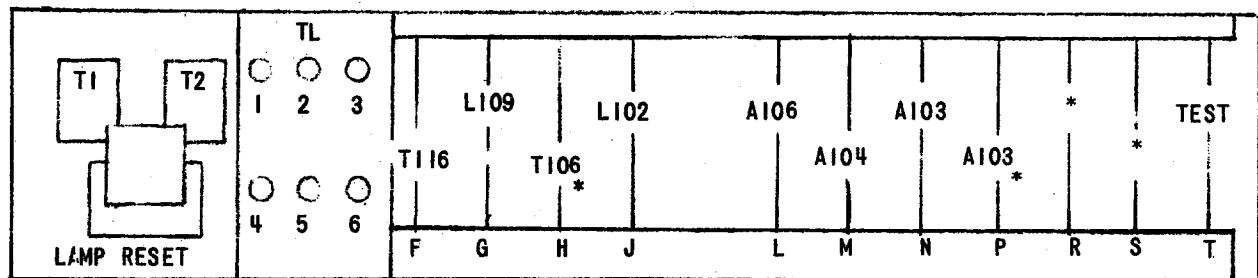 T1 T2
LAMP RESET
TL
1 2 3
4 5 6
L109 L102 A106 A103 * TEST
T116 T106 * A104 A103 * *
F G H J L M N P R S T